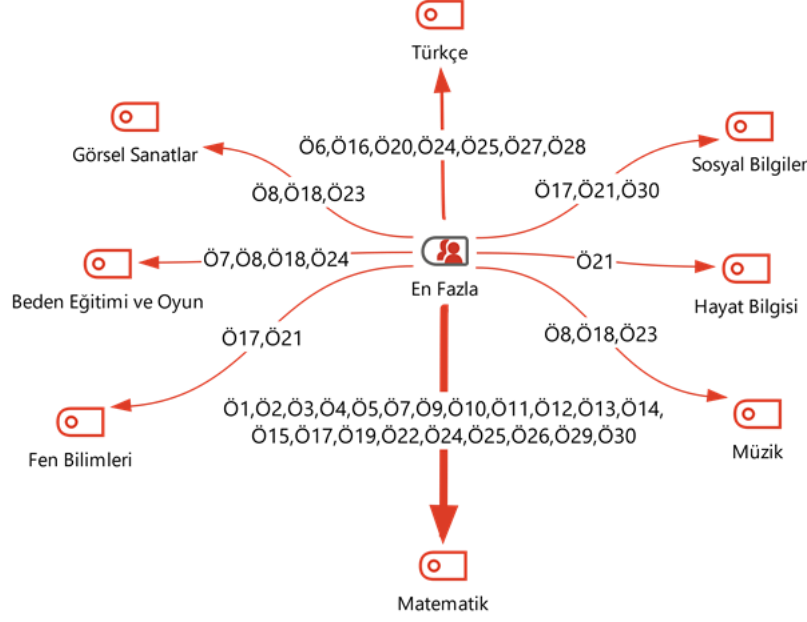 Türkçe
Görsel Sanatlar
Ö6,Ö16,Ö20,Ö24,Ö25,Ö27,Ö28
Sosyal Bilgiler
Ö8,Ö18,Ö23
Ö17,Ö21,Ö30
Ö7,Ö8,Ö18,Ö24
Ö21
Beden Eğitimi ve Oyun
En Fazla
Hayat Bilgisi
Ö17,Ö21
Ö8,Ö18,Ö23
Ö1,Ö2,Ö3,Ö4,Ö5,Ö7,Ö9,Ö10,Ö11,Ö12,Ö13,Ö14,
Ö15,Ö17,Ö19,Ö22,Ö24,Ö25,Ö26,Ö29,Ö30
Fen Bilimleri
Müzik
Matematik